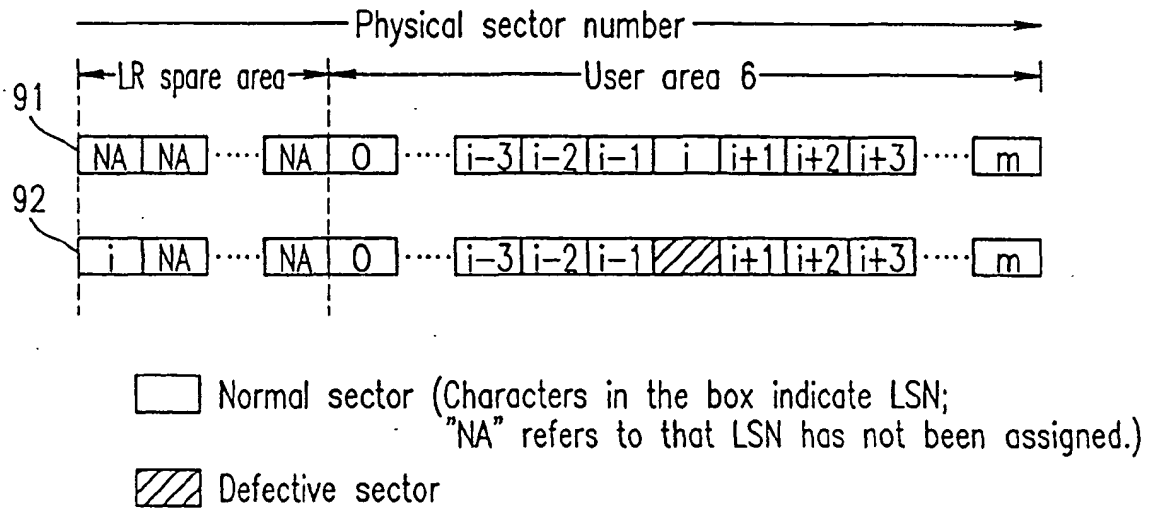 Physical sector number
LR spare area User area 6
91
NA NA ····· NA 0 ····· i-3 i-2 i-1 i i+1 i+2 i+3 ····· m
92
i NA ····· NA 0 ····· i-3 i-2 i-1 i+1 i+2 i+3 ····· m
Normal sector (Characters in the box indicate LSN;
"NA" refers to that LSN has not been assigned.)
Defective sector